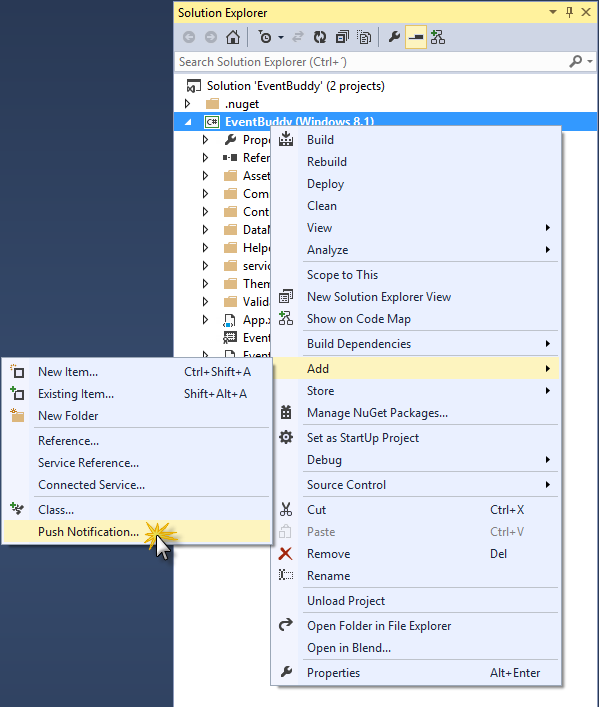 Solution Explorer
Search Solution Explorer (Ctrl+´)
Solution 'EventBuddy' (2 projects)
.nuget
C# EventBuddy (Windows 8.1)
Prope
Refer
Asset
Com
Cont
Data
Helpe
servic
Them
Valid
App.x
Event
Event
Build
Rebuild
Deploy
Clean
View
Analyze
Scope to This
New Solution Explorer View
Show on Code Map
Build Dependencies
Add
Store
Manage NuGet Packages...
Set as StartUp Project
Debug
Source Control
Cut Ctrl+X
Paste Ctrl+V
Remove Del
Rename
Unload Project
Open Folder in File Explorer
Open in Blend...
Properties Alt+Enter
New Item... Ctrl+Shift+A
Existing Item... Shift+Alt+A
New Folder
Reference...
Service Reference...
Connected Service...
Class...
Push Notification...